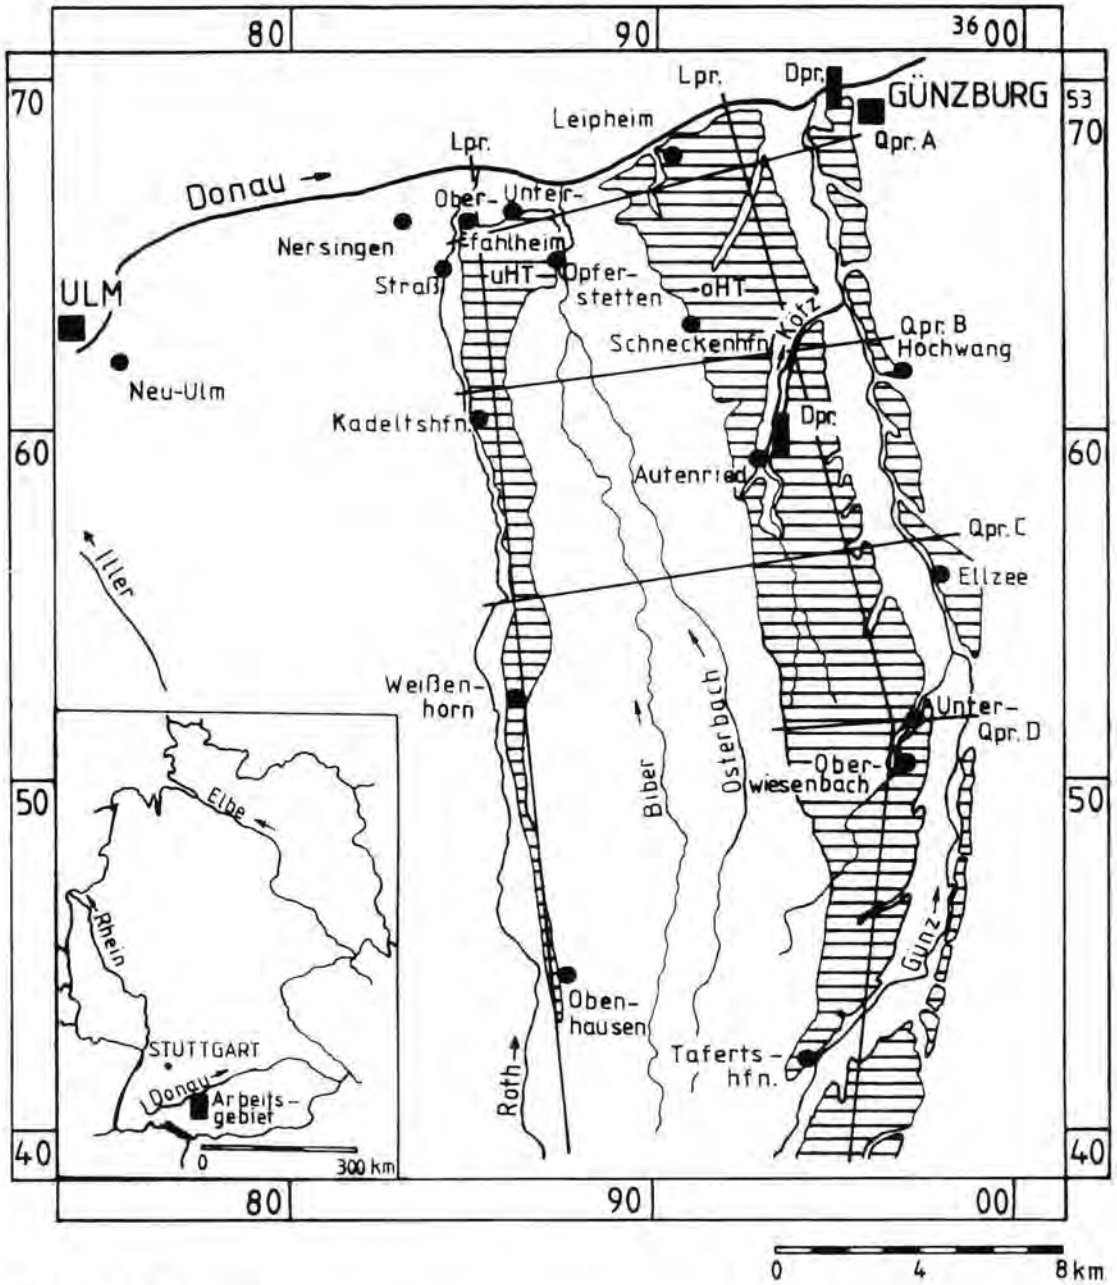 80
90
³⁶00
70
53
70
Lpr.
Dpr.
GÜNZBURG
Leipheim
Qpr. A
Lpr.
Donau
Ober-
Unter-
Nersingen
fahlheim
Straß
uHT
Opfer-
stetten
oHT
ULM
Schneckenhfn.
Kötz
Qpr. B
Hochwang
Neu-Ulm
Kadeltshfn.
Dpr.
60
60
Autenried
Qpr. C
Iller
Ellzee
Weißen-
horn
Unter-
Qpr. D
Osterbach
Biber
Ober-
wiesenbach
50
50
Elbe
Rhein
Günz
Oben-
hausen
STUTTGART
Taferts-
hfn.
Donau
Roth
Arbeits-
gebiet
0
300 km
40
40
80
90
00
0
4
8 km